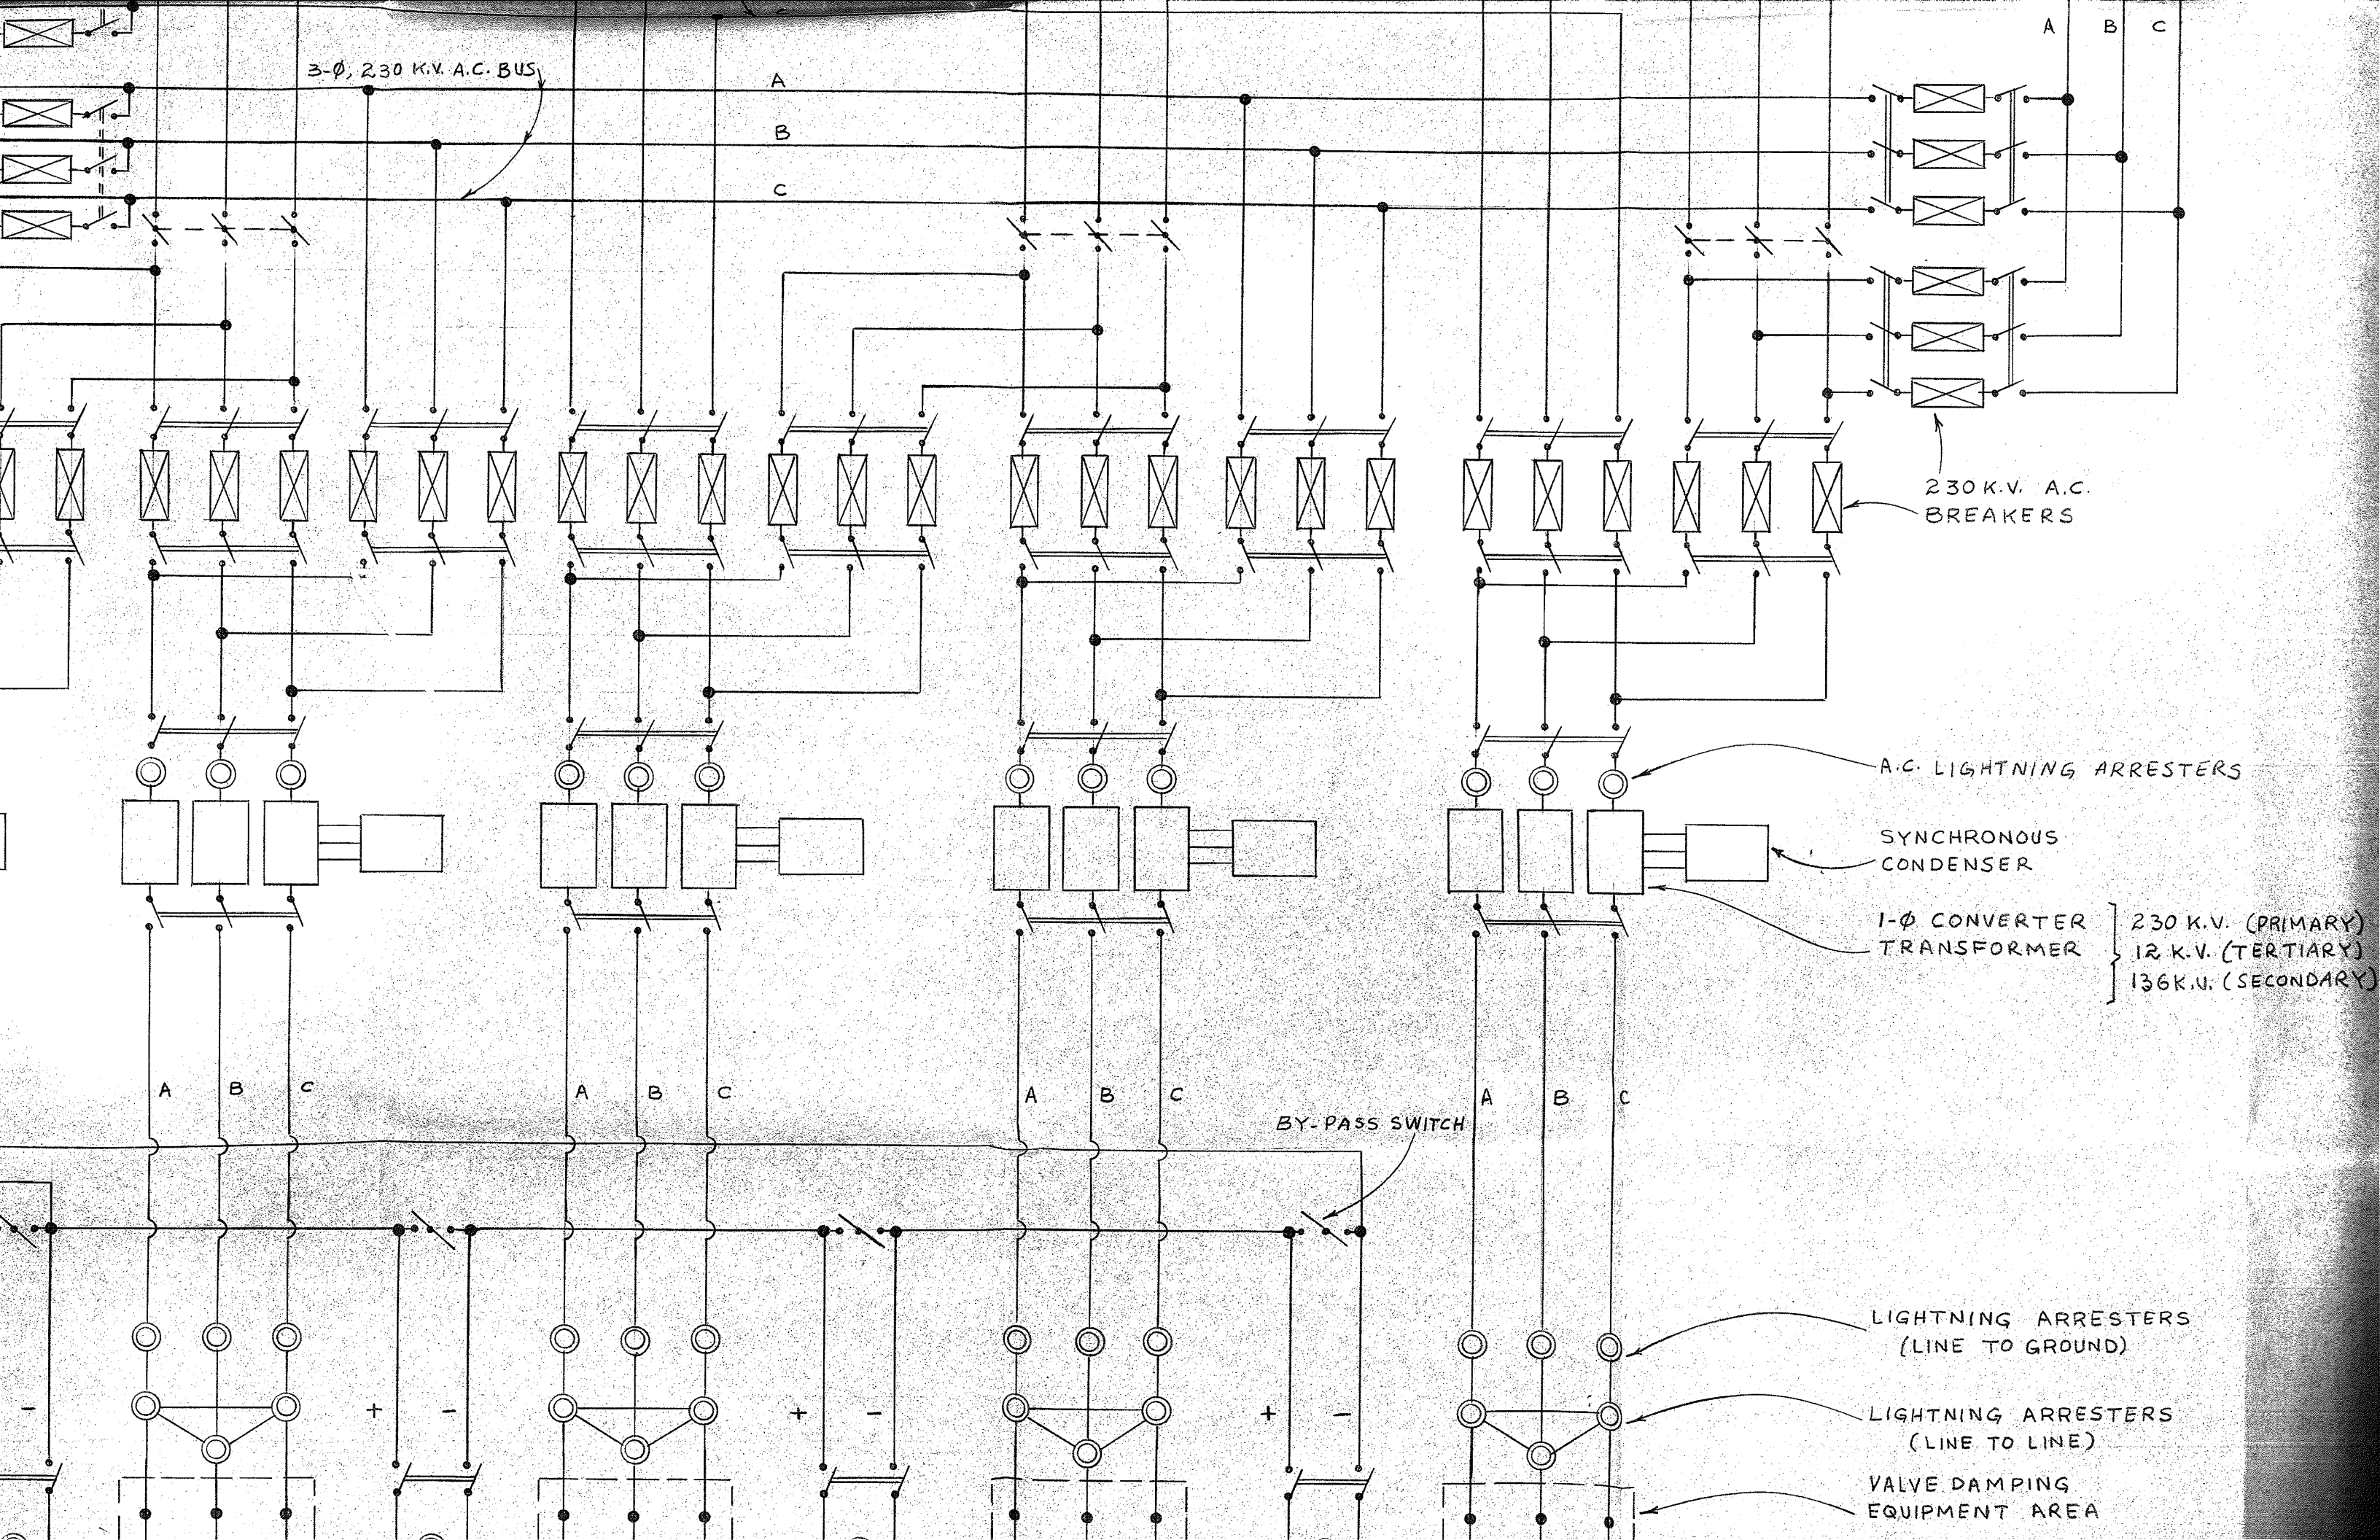 A B C
3-Ø, 230 K.V. A.C. BUS
A
B
C
230 K.V. A.C.
BREAKERS
A.C. LIGHTNING ARRESTERS
SYNCHRONOUS
CONDENSER
1-Ø CONVERTER
TRANSFORMER
230 K.V. (PRIMARY)
12 K.V. (TERTIARY)
136 K.V. (SECONDARY)
A B C
A B C
A B C
A B C
BY-PASS SWITCH
LIGHTNING ARRESTERS
(LINE TO GROUND)
- + - + - + -
LIGHTNING ARRESTERS
(LINE TO LINE)
VALVE DAMPING
EQUIPMENT AREA